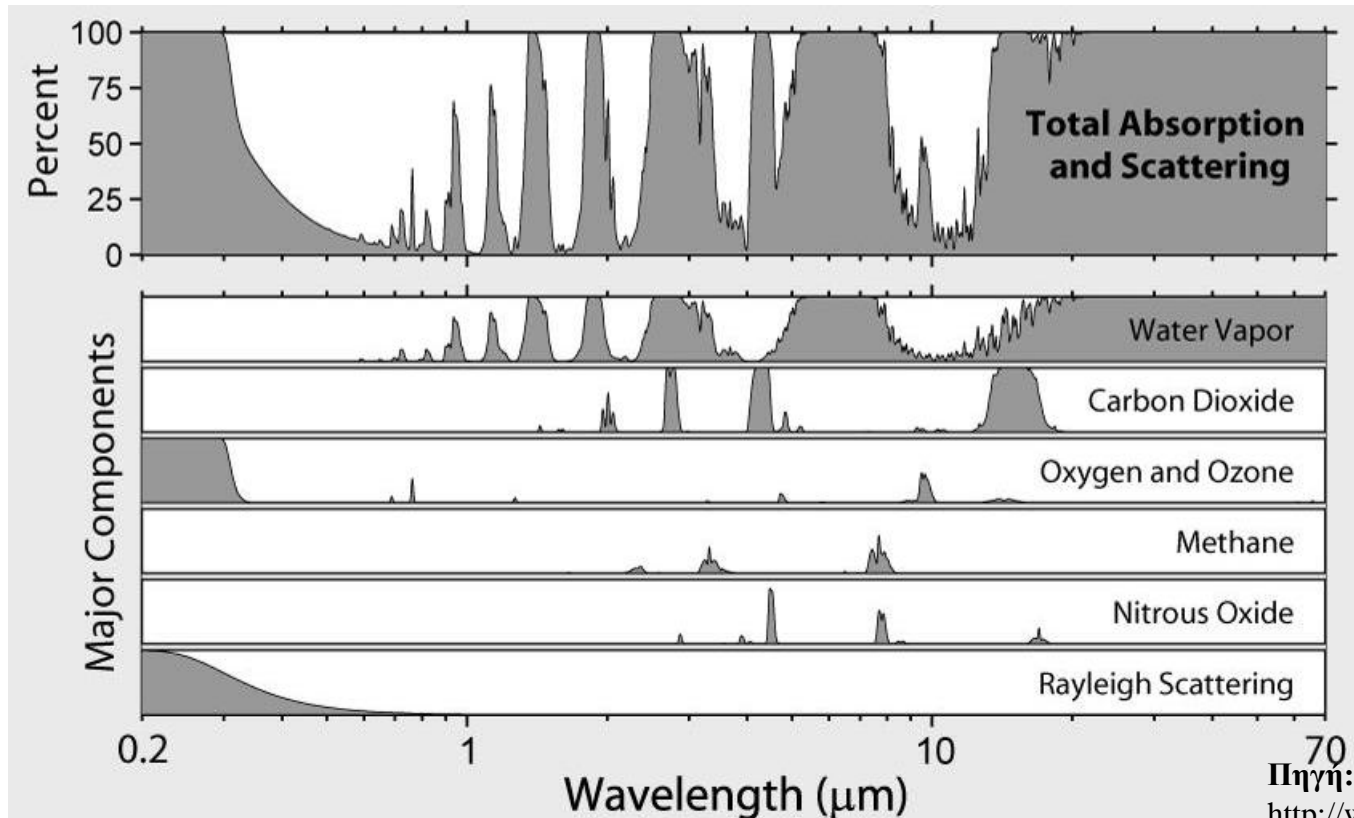 100
75
50
25
0
Percent
Total Absorption
and Scattering
Major Components
Water Vapor
Carbon Dioxide
Oxygen and Ozone
Methane
Nitrous Oxide
Rayleigh Scattering
0.2
1
10
70
Wavelength (μm)
Πηγή: